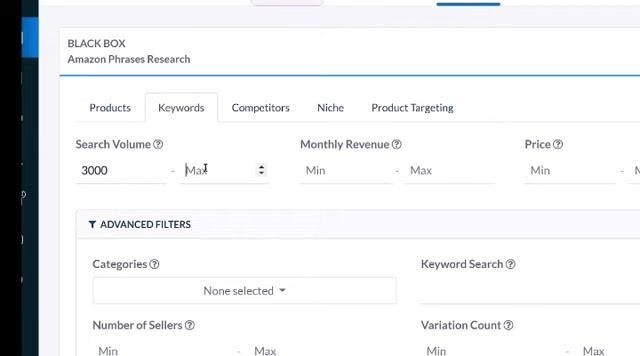 BLACK BOX
Amazon Phrases Research
Products Keywords Competitors Niche Product Targeting
Search Volume Monthly Revenue Price
3000 - Max Min - Max Min -
ADVANCED FILTERS
Categories Keyword Search
None selected
Number of Sellers Variation Count
Min - Max Min - Max